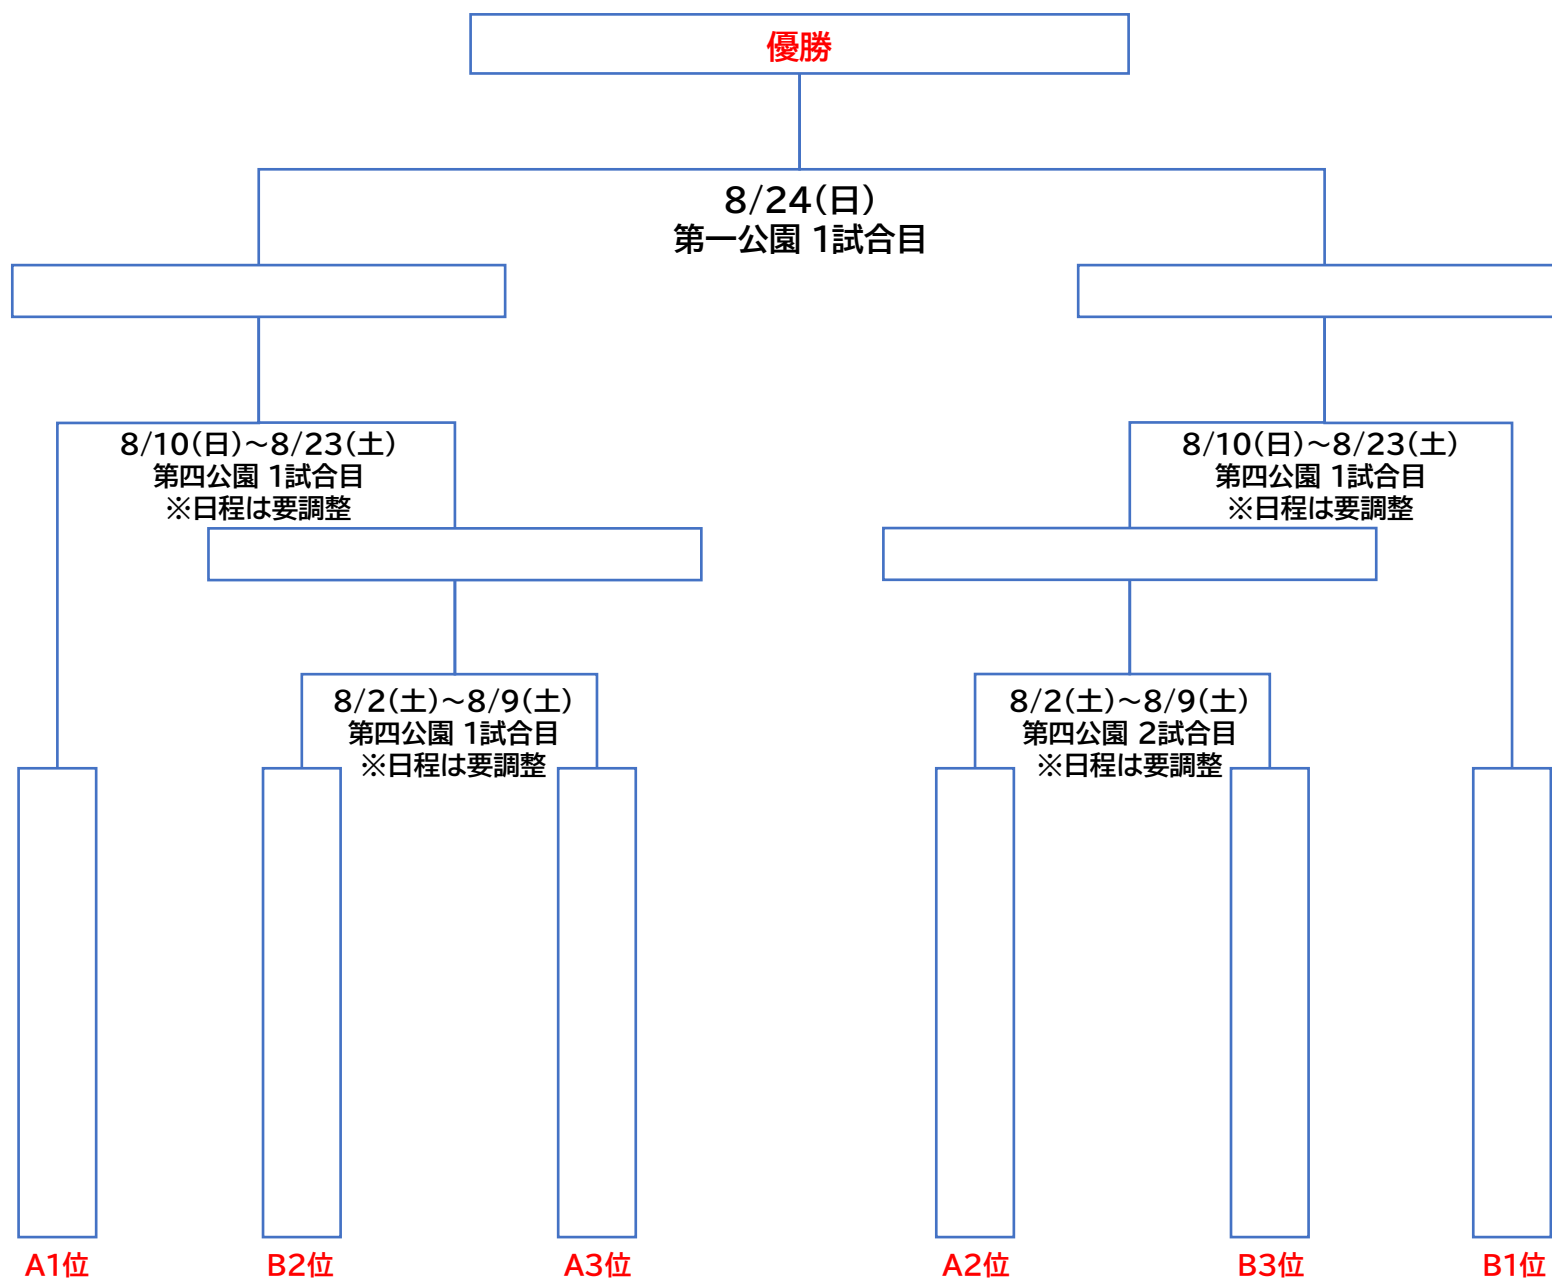 優勝
8/24(日)
第一公園 1試合目
8/10(日)～8/23(土)
第四公園 1試合目
※日程は要調整
8/10(日)～8/23(土)
第四公園 1試合目
※日程は要調整
8/2(土)～8/9(土)
第四公園 1試合目
※日程は要調整
8/2(土)～8/9(土)
第四公園 2試合目
※日程は要調整
A1位
B2位
A3位
A2位
B3位
B1位